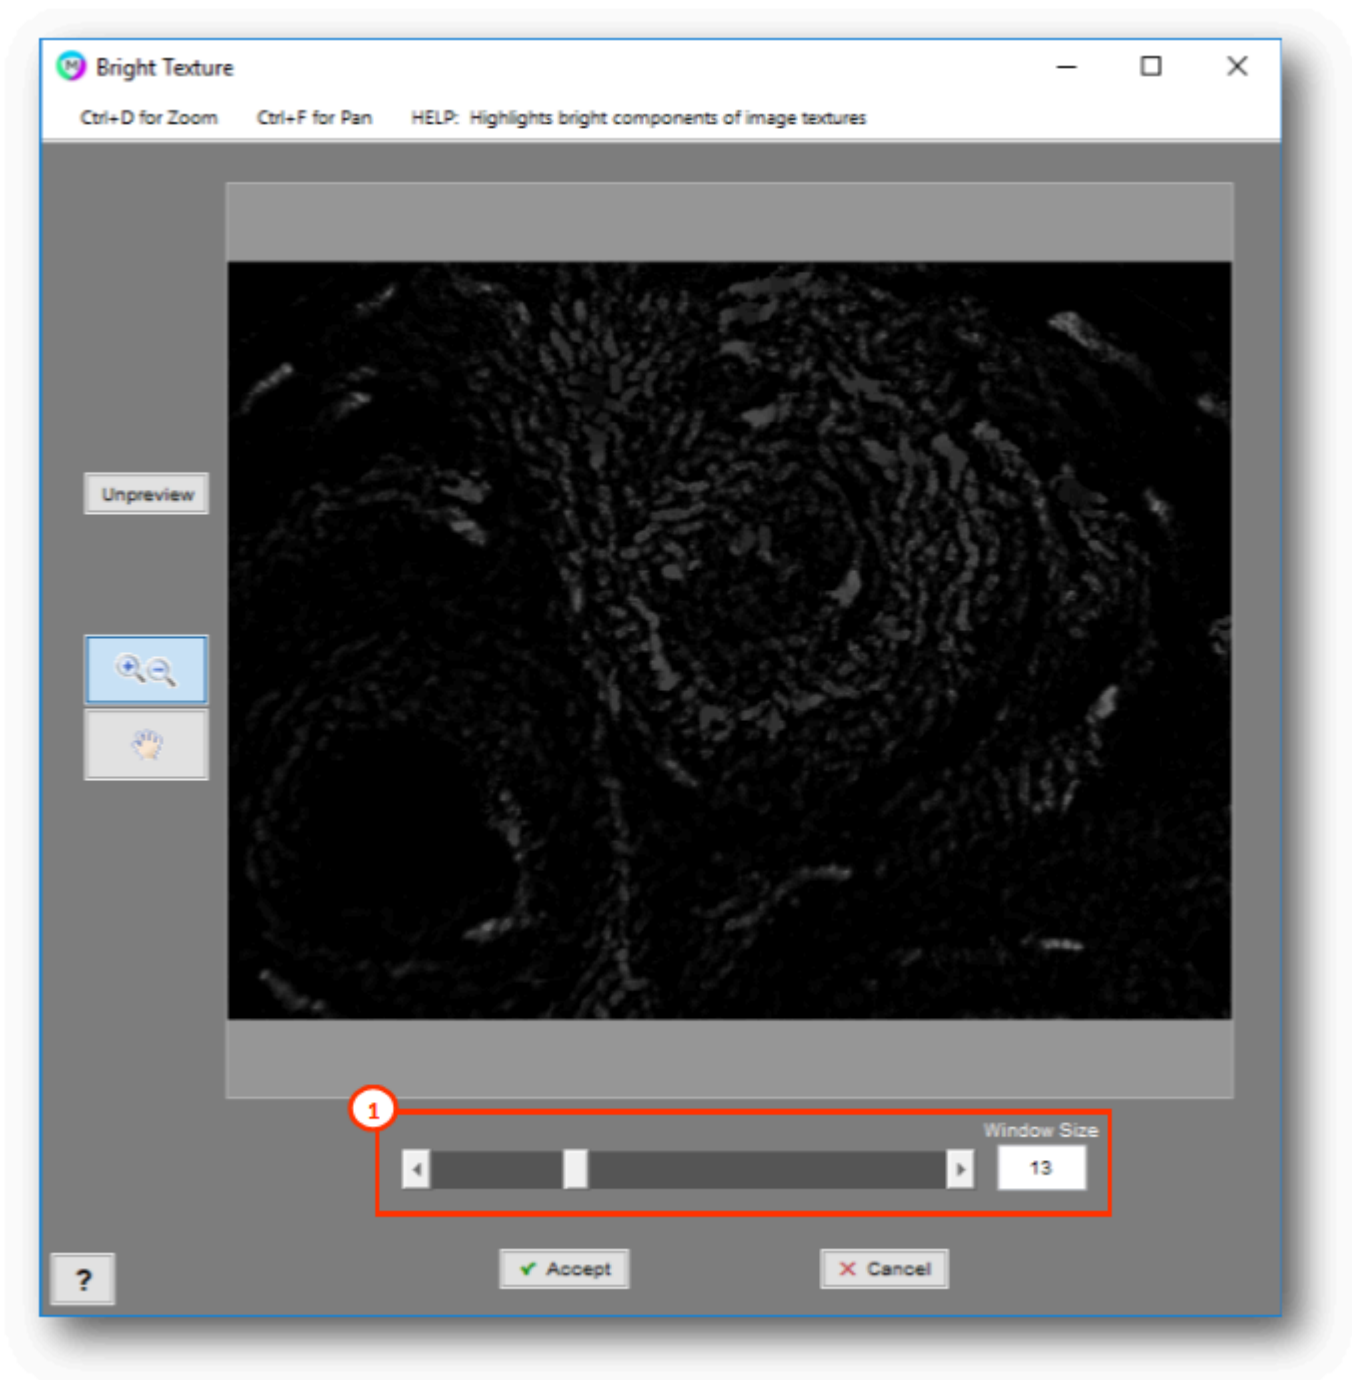 Bright Texture
Ctrl+D for Zoom Ctrl+F for Pan HELP: Highlights bright components of image textures
Unpreview
1
Window Size
13
? Accept Cancel